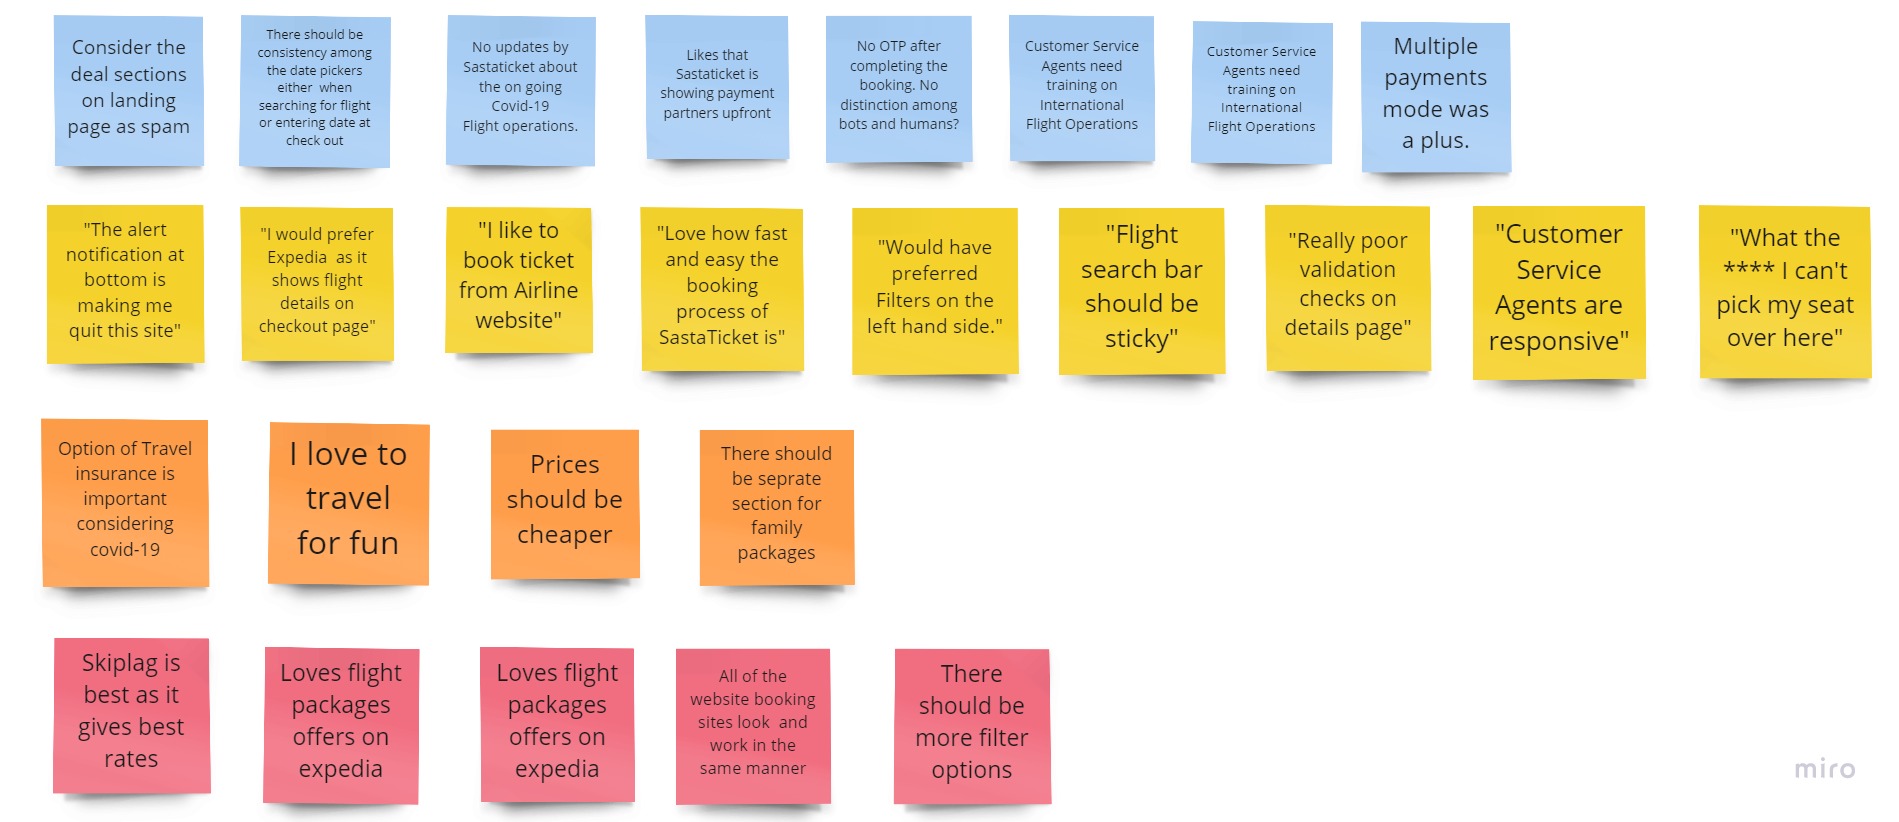 Consider the
deal sections
on landing
page as spam
There should be
consistency among
the date pickers
either when
searching for flight
or entering date at
check out
No updates by
Sastaticket about
the on going
Covid-19
Flight operations.
Likes that
Sastaticket is
showing payment
partners upfront
No OTP after
completing the
booking. No
distinction among
bots and humans?
Customer Service
Agents need
training on
International
Flight Operations
Customer Service
Agents need
training on
International
Flight Operations
Multiple
payments
mode was
a plus.
"The alert
notification at
bottom is
making me
quit this site"
"I would prefer
Expedia as it
shows flight
details on
checkout page"
"I like to
book ticket
from Airline
website"
"Love how fast
and easy the
booking
process of
SastaTicket is"
"Would have
preferred
Filters on the
left hand side."
"Flight
search bar
should be
sticky"
"Really poor
validation
checks on
details page"
"Customer
Service
Agents are
responsive"
"What the
**** I can't
pick my seat
over here"
Option of Travel
insurance is
important
considering
covid-19
I love to
travel
for fun
Prices
should be
cheaper
There should
be seprate
section for
family
packages
Skiplag is
best as it
gives best
rates
Loves flight
packages
offers on
expedia
Loves flight
packages
offers on
expedia
All of the
website booking
sites look and
work in the
same manner
There
should be
more filter
options
miro